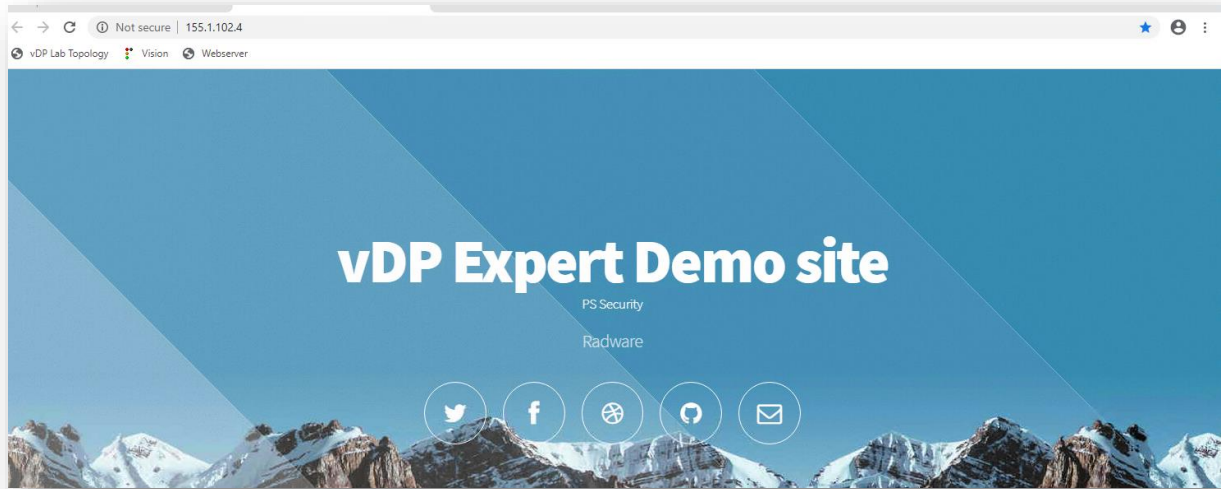 Not secure | 155.1.102.4
vDP Lab Topology Vision Webserver
vDP Expert Demo site
PS Security
Radware